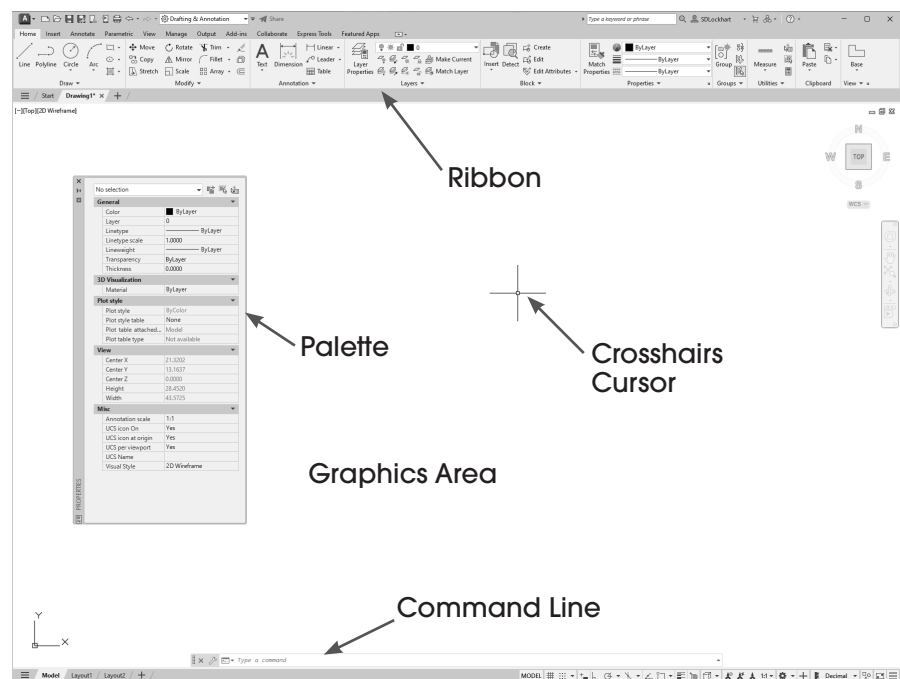 A Drafting & Annotation Share Type a keyword or phrase SDLockhart
Home Insert Annotate Parametric View Manage Output Add-ins Collaborate Express Tools Featured Apps
Line Polyline Circle Arc
Move Rotate Trim
Copy Mirror Fillet
Stretch Scale Array
Text Dimension
Linear
Leader
Table
Layer Properties
0
Make Current
Match Layer
Insert Detect
Create
Edit
Edit Attributes
Match Properties
ByLayer
ByLayer
ByLayer
Group Measure Paste Base
Draw Modify Annotation Layers Block Properties Groups Utilities Clipboard View
Start Drawing1* +
[−][Top][2D Wireframe]
N
W TOP E
S
WCS
Ribbon
No selection
General
Color ByLayer
Layer 0
Linetype ByLayer
Linetype scale 1.0000
Lineweight ByLayer
Transparency ByLayer
Thickness 0.0000
3D Visualization
Material ByLayer
Plot style
Plot style ByColor
Plot style table None
Plot table attached... Model
Plot table type Not available
View
Center X 21.3202
Center Y 13.1637
Center Z 0.0000
Height 28.4520
Width 43.5725
Misc
Annotation scale 1:1
UCS icon On Yes
UCS icon at origin Yes
UCS per viewport Yes
UCS Name
Visual Style 2D Wireframe
PROPERTIES
Palette
Crosshairs
Cursor
Graphics Area
Command Line
Y
X
Type a command
Model Layout1 Layout2 + MODEL 1:1 Decimal